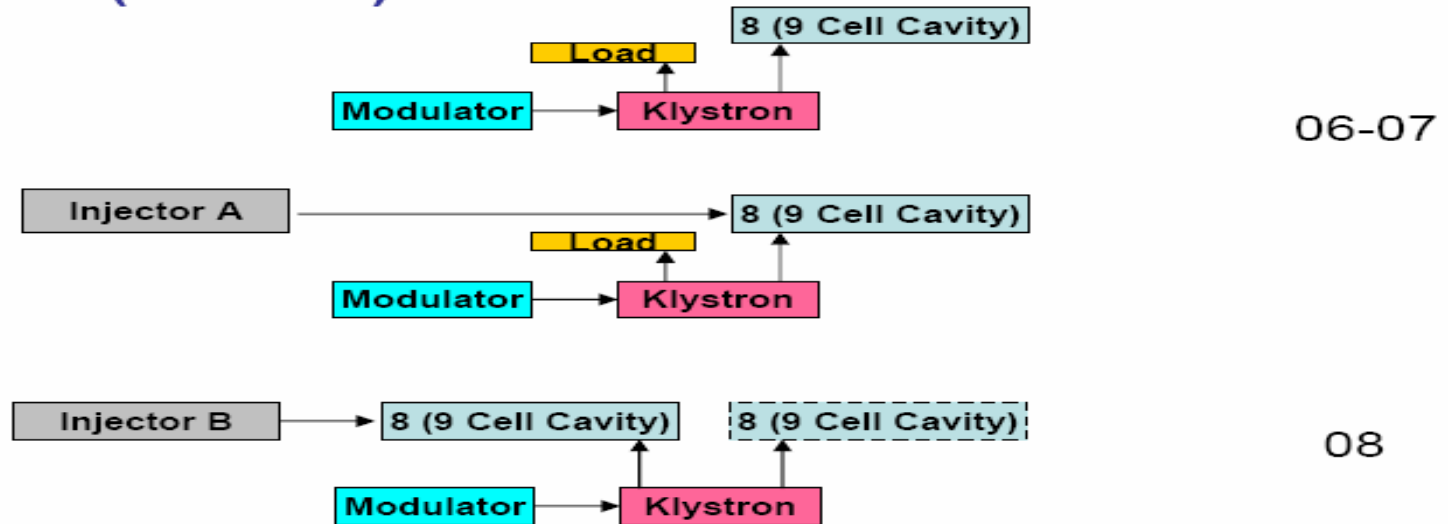 8 (9 Cell Cavity)
Load
Modulator
Klystron
06-07
Injector A
8 (9 Cell Cavity)
Load
Modulator
Klystron
Injector B
8 (9 Cell Cavity)
8 (9 Cell Cavity)
08
Modulator
Klystron